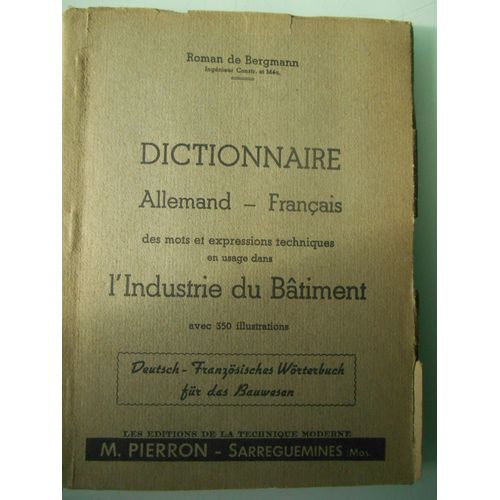 Roman de Bergmann
Ingénieur Constr. et Méc.
DICTIONNAIRE
Allemand – Français
des mots et expressions techniques
en usage dans
l'Industrie du Bâtiment
avec 350 illustrations
Deutsch - Französisches Wörterbuch
für das Bauwesen
LES EDITIONS DE LA TECHNIQUE MODERNE
M. PIERRON - SARREGUEMINES (Mos.